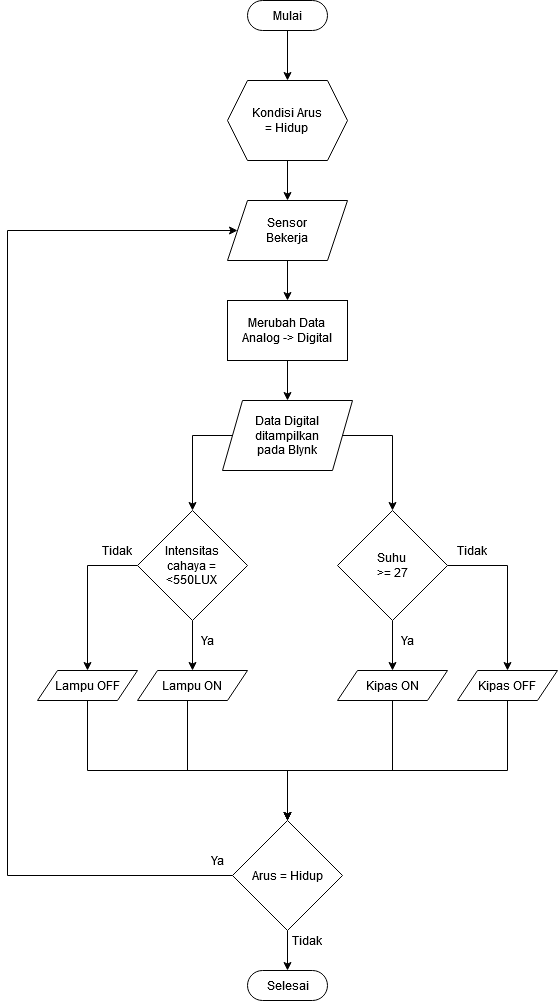 Mulai
Kondisi Arus
= Hidup
Sensor
Bekerja
Merubah Data
Analog -> Digital
Data Digital
ditampilkan
pada Blynk
Tidak
Intensitas
cahaya =
<550LUX
Ya
Suhu
>= 27
Tidak
Ya
Lampu OFF
Lampu ON
Kipas ON
Kipas OFF
Ya
Arus = Hidup
Tidak
Selesai